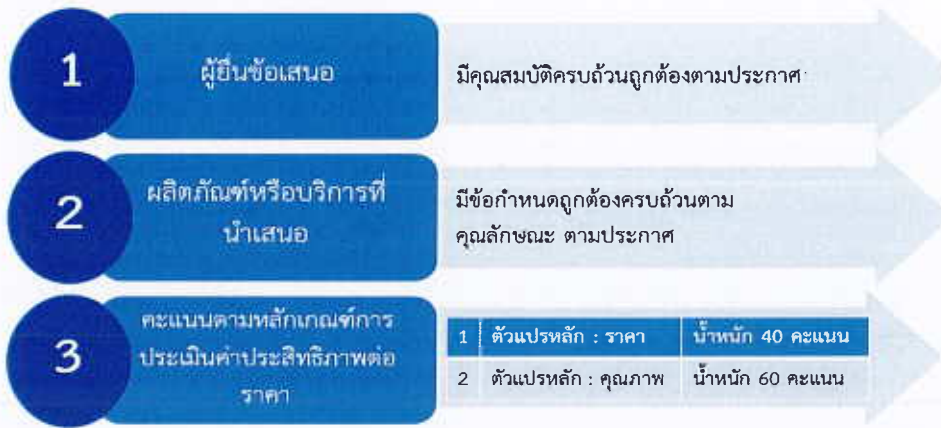 1
ผู้ยื่นข้อเสนอ
มีคุณสมบัติครบถ้วนถูกต้องตามประกาศ
2
ผลิตภัณฑ์หรือบริการที่
นำเสนอ
มีข้อกำหนดถูกต้องครบถ้วนตาม
คุณลักษณะ ตามประกาศ
3
คะแนนตามหลักเกณฑ์การ
ประเมินค่าประสิทธิภาพต่อ
ราคา
1 ตัวแปรหลัก : ราคา น้ำหนัก 40 คะแนน
2 ตัวแปรหลัก : คุณภาพ น้ำหนัก 60 คะแนน